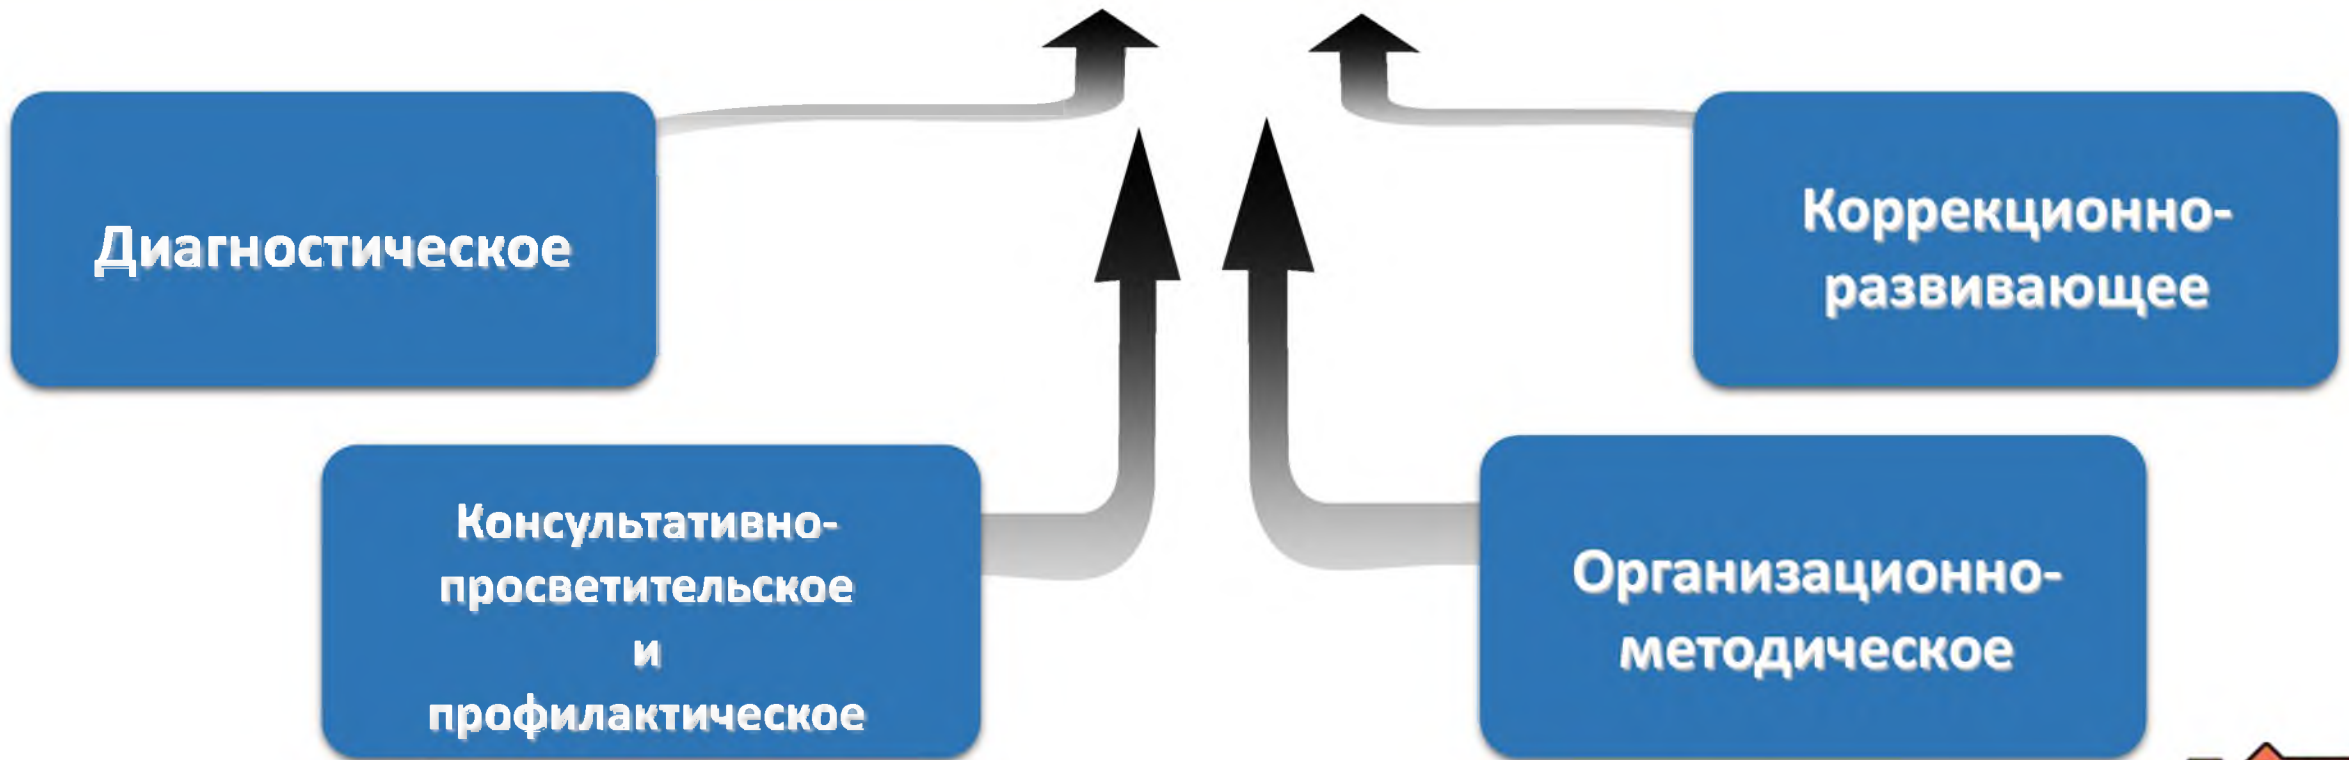 Диагностическое
Коррекционно-
развивающее
Консультативно-
просветительское
и
профилактическое
Организационно-
методическое